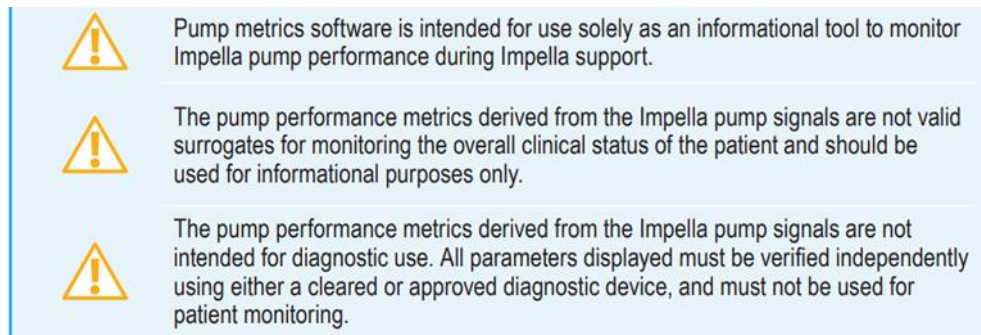 Pump metrics software is intended for use solely as an informational tool to monitor
Impella pump performance during Impella support.
The pump performance metrics derived from the Impella pump signals are not valid
surrogates for monitoring the overall clinical status of the patient and should be
used for informational purposes only.
The pump performance metrics derived from the Impella pump signals are not
intended for diagnostic use. All parameters displayed must be verified independently
using either a cleared or approved diagnostic device, and must not be used for
patient monitoring.